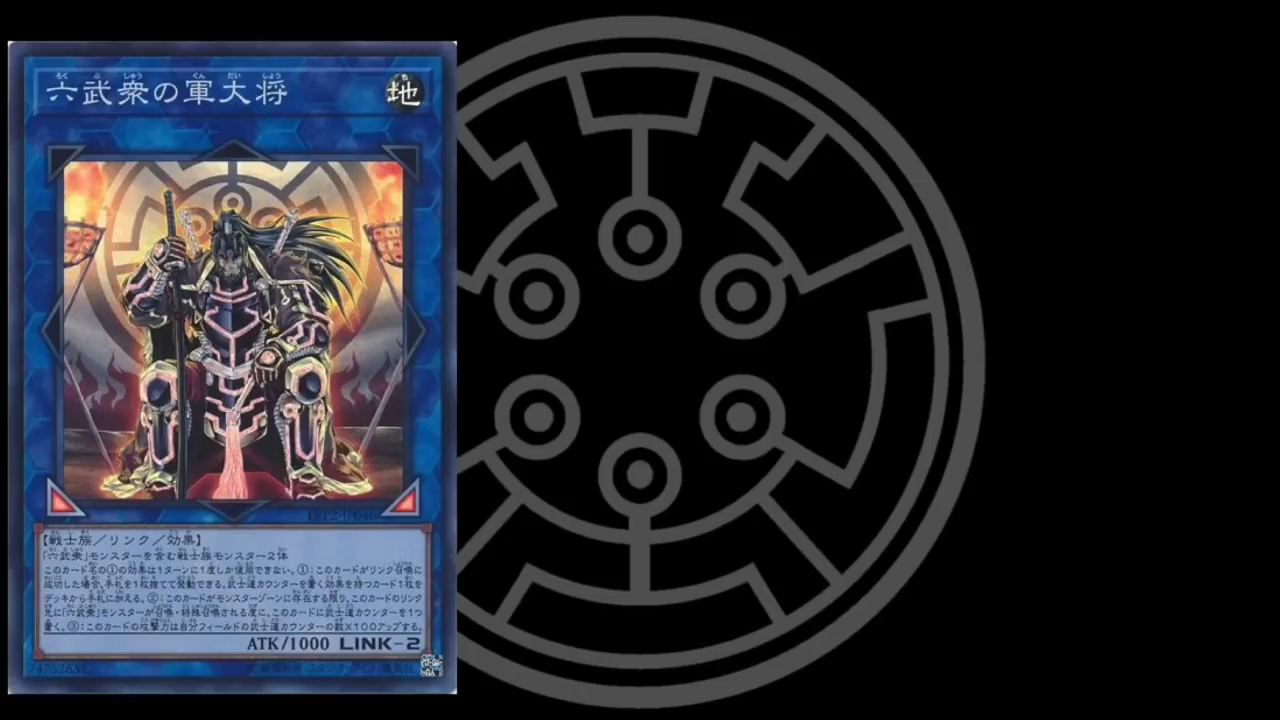 六武衆の軍大将
地
【戦士族／リンク／効果】
「六武衆」モンスターを含む戦士族モンスター2体
このカード名の①の効果は1ターンに1度しか使用できない。①：このカードがリンク召喚に
成功した場合、手札を1枚捨てて発動できる。武士道カウンターを置く効果を持つカード1枚を
デッキから手札に加える。②：このカードがモンスターゾーンに存在する限り、このカードのリンク
先に「六武衆」モンスターが召喚・特殊召喚される度に、このカードに武士道カウンターを1つ
置く。③：このカードの攻撃力は自分フィールドの武士道カウンターの数×100アップする。
ATK/1000 LINK-2